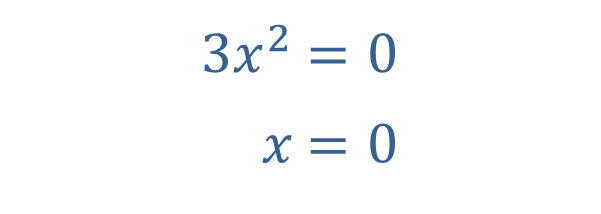 3x² = 0
x = 0